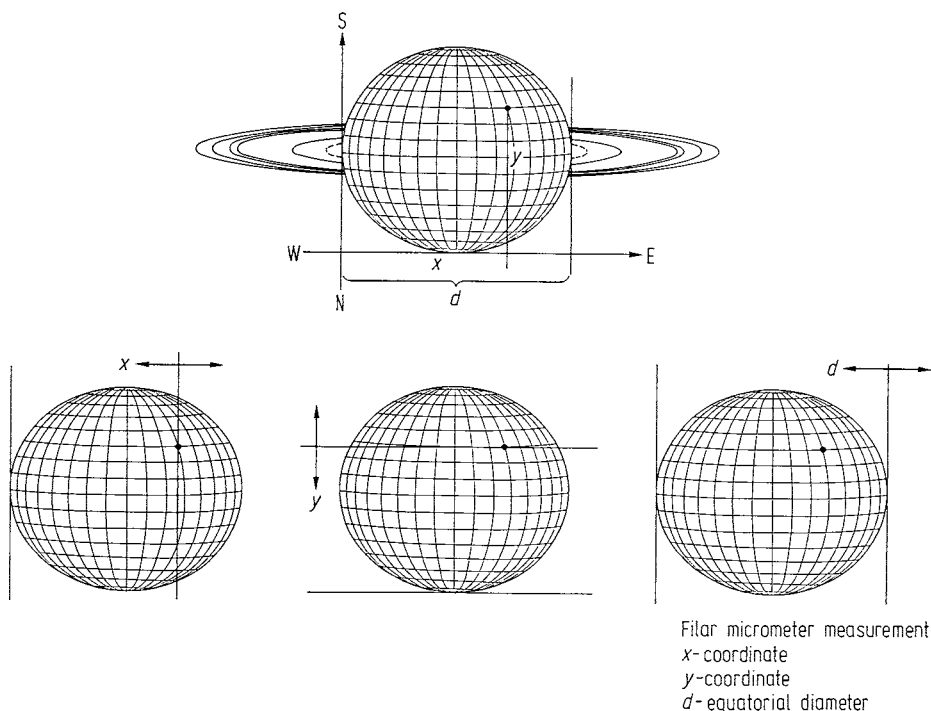 S
y
W
x
E
N
d
x
y
d
Filar micrometer measurement
x-coordinate
y-coordinate
d-equatorial diameter